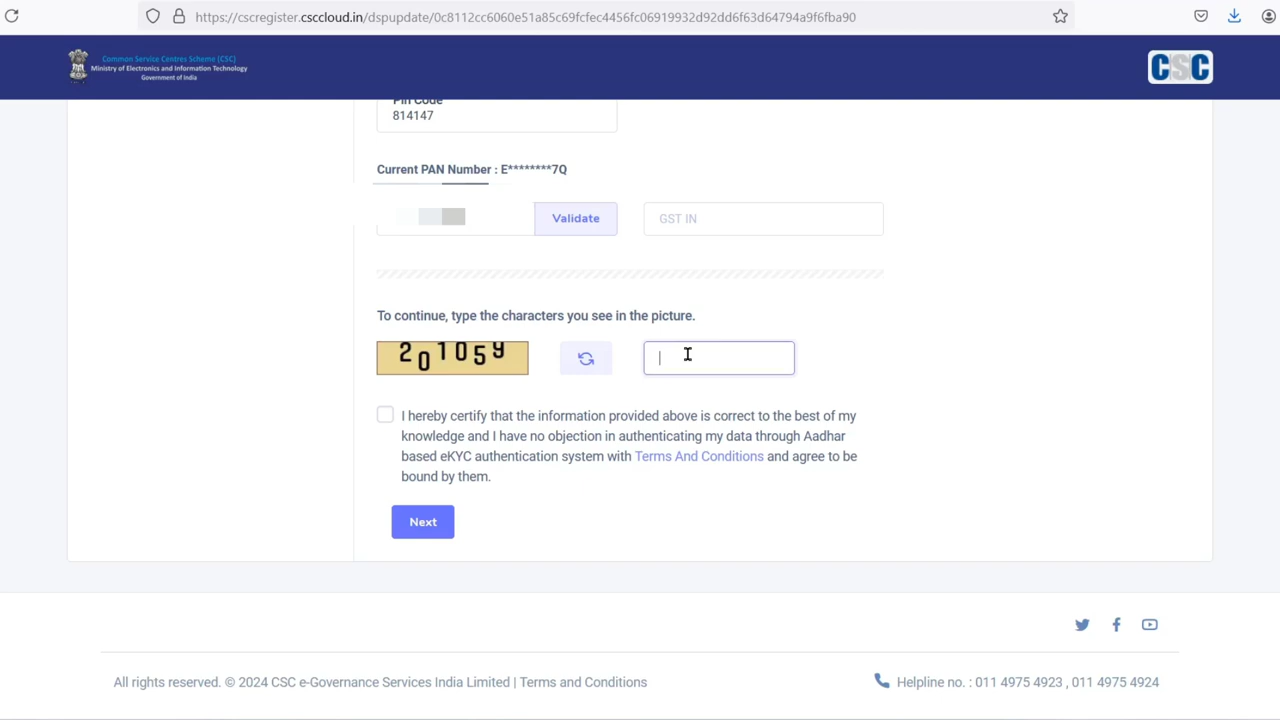 https://cscregister.csccloud.in/dspupdate/0c8112cc6060e51a85c69fcfec4456fc06919932d92dd6f63d64794a9f6fba90
Common Service Centres Scheme (CSC)
Ministry of Electronics and Information Technology
Government of India
CSC
Pin Code
814147
Current PAN Number : E********7Q
Validate
GST IN
To continue, type the characters you see in the picture.
201059
I hereby certify that the information provided above is correct to the best of my
knowledge and I have no objection in authenticating my data through Aadhar
based eKYC authentication system with Terms And Conditions and agree to be
bound by them.
Next
All rights reserved. © 2024 CSC e-Governance Services India Limited | Terms and Conditions
Helpline no. : 011 4975 4923 , 011 4975 4924